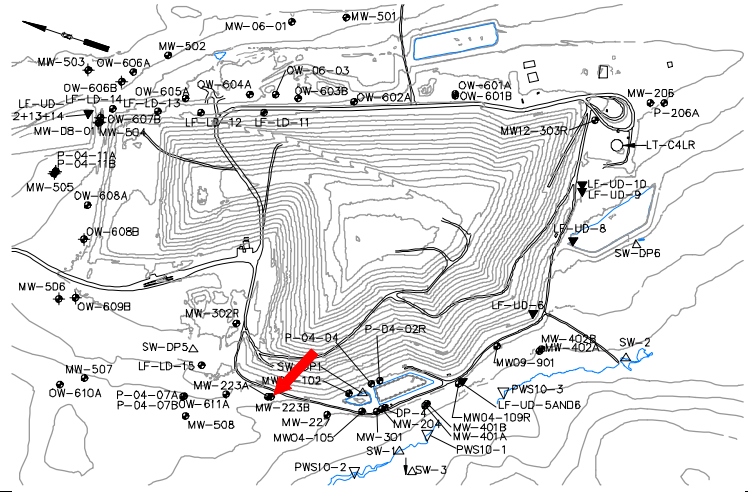 MW-501
MW-06-01
MW-502
MW-503
OW-606A
OW-606B
OW-605A
OW-604A
OW-06-03
OW-603B
OW-602A
OW-601A
OW-601B
MW-206
P-206A
LF-UD-
2+13+14
LF-LD-14
LF-LD-13
OW-607B
MW-08-01
MW-504
LF-LD-12
LF-LD-11
MW12-303R
LT-C4LR
P-04-11A
P-04-11B
MW-505
OW-608A
LF-UD-10
LF-UD-9
OW-608B
LF-UD-8
SW-DP6
MW-506
OW-609B
MW-302R
LF-UD-6
P-04-04
P-04-02R
SW-DP5
LF-LD-15
MW-402B
MW-402A
SW-2
MW09-901
MW-507
OW-610A
P-04-07A
P-04-07B
MW-223A
OW-611A
MW-508
MW-223B
MW-227
MW04-105
MW-301
DP-4
MW-204
MW04-109R
LF-UD-5AND6
PWS10-3
MW-401B
MW-401A
PWS10-1
SW-1
PWS10-2
SW-3